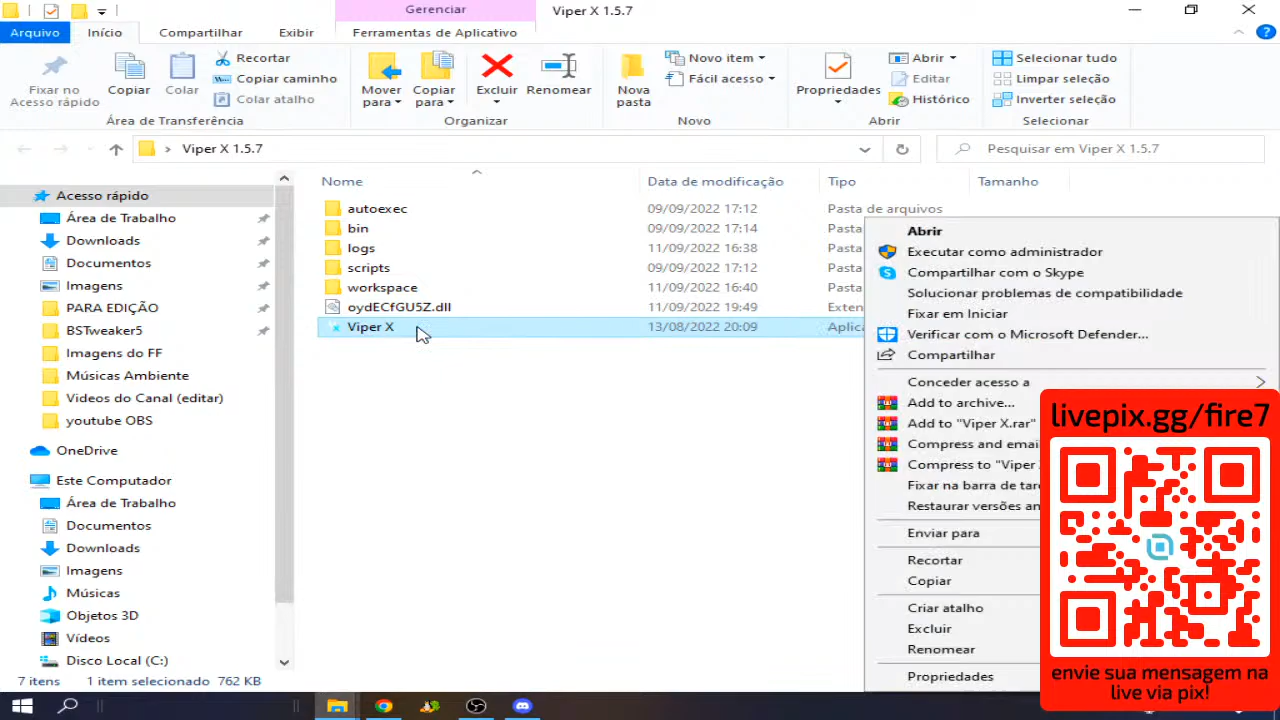 Gerenciar
Viper X 1.5.7
Arquivo
Início
Compartilhar
Exibir
Ferramentas de Aplicativo
Fixar no
Acesso rápido
Copiar
Colar
Recortar
Copiar caminho
Colar atalho
Área de Transferência
Mover
para
Copiar
para
Excluir
Renomear
Organizar
Nova
pasta
Novo item
Fácil acesso
Novo
Propriedades
Abrir
Editar
Histórico
Abrir
Selecionar tudo
Limpar seleção
Inverter seleção
Selecionar
Viper X 1.5.7
Pesquisar em Viper X 1.5.7
Nome
Data de modificação
Tipo
Tamanho
autoexec 09/09/2022 17:12 Pasta de arquivos
bin 09/09/2022 17:14 Pasta
logs 11/09/2022 16:38 Pasta
scripts 09/09/2022 17:12 Pasta
workspace 11/09/2022 16:40 Pasta
oydECfGU5Z.dll 11/09/2022 19:49 Exten
Viper X 13/08/2022 20:09 Aplica
Acesso rápido
Área de Trabalho
Downloads
Documentos
Imagens
PARA EDIÇÃO
BSTweaker5
Imagens do FF
Músicas Ambiente
Videos do Canal (editar)
youtube OBS
OneDrive
Este Computador
Área de Trabalho
Documentos
Downloads
Imagens
Músicas
Objetos 3D
Vídeos
Disco Local (C:)
7 itens
1 item selecionado 762 KB
Abrir
Executar como administrador
Compartilhar com o Skype
Solucionar problemas de compatibilidade
Fixar em Iniciar
Verificar com o Microsoft Defender...
Compartilhar
Conceder acesso a
Add to archive...
Add to "Viper X.rar"
Compress and email
Compress to "Viper
Fixar na barra de tar
Restaurar versões an
Enviar para
Recortar
Copiar
Criar atalho
Excluir
Renomear
Propriedades
livepix.gg/fire7
envie sua mensagem na
live via pix!